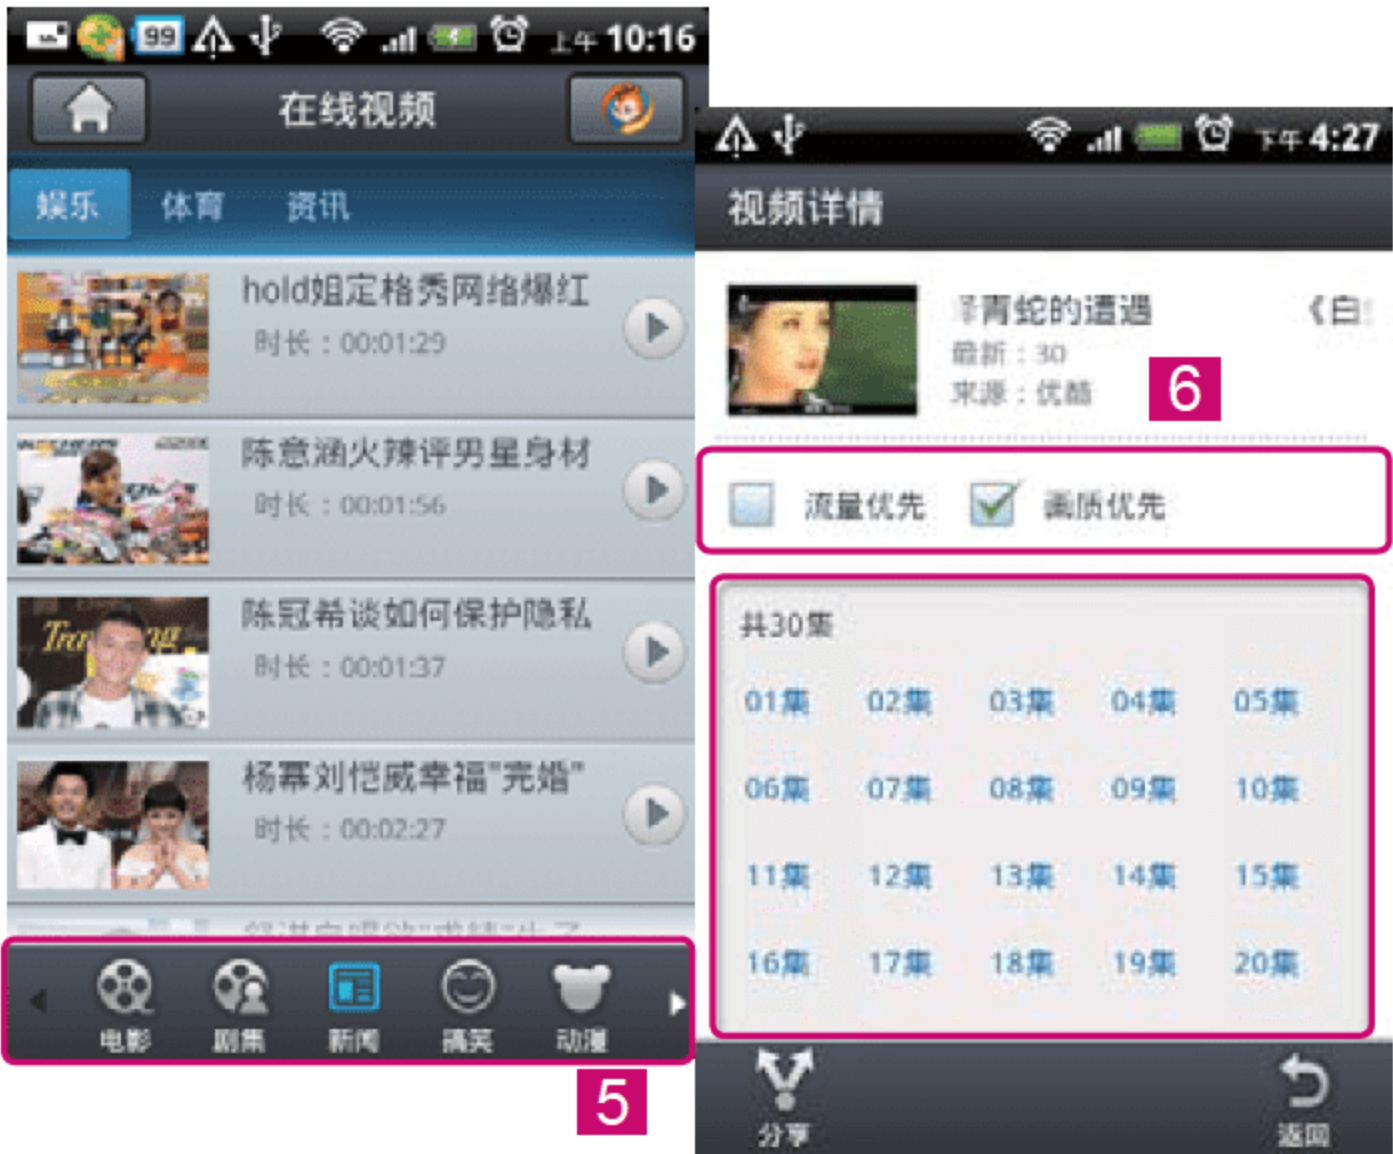 99 上午 10:16
在线视频
娱乐 体育 资讯
hold姐定格秀网络爆红
时长：00:01:29
陈意涵火辣评男星身材
时长：00:01:56
陈冠希谈如何保护隐私
时长：00:01:37
杨幂刘恺威幸福"完婚"
时长：00:02:27
电影 剧集 新闻 搞笑 动漫
5
下午 4:27
视频详情
青蛇的遭遇 《白
最新：30
来源：优酷
6
流量优先 画质优先
共30集
01集 02集 03集 04集 05集
06集 07集 08集 09集 10集
11集 12集 13集 14集 15集
16集 17集 18集 19集 20集
分享 返回